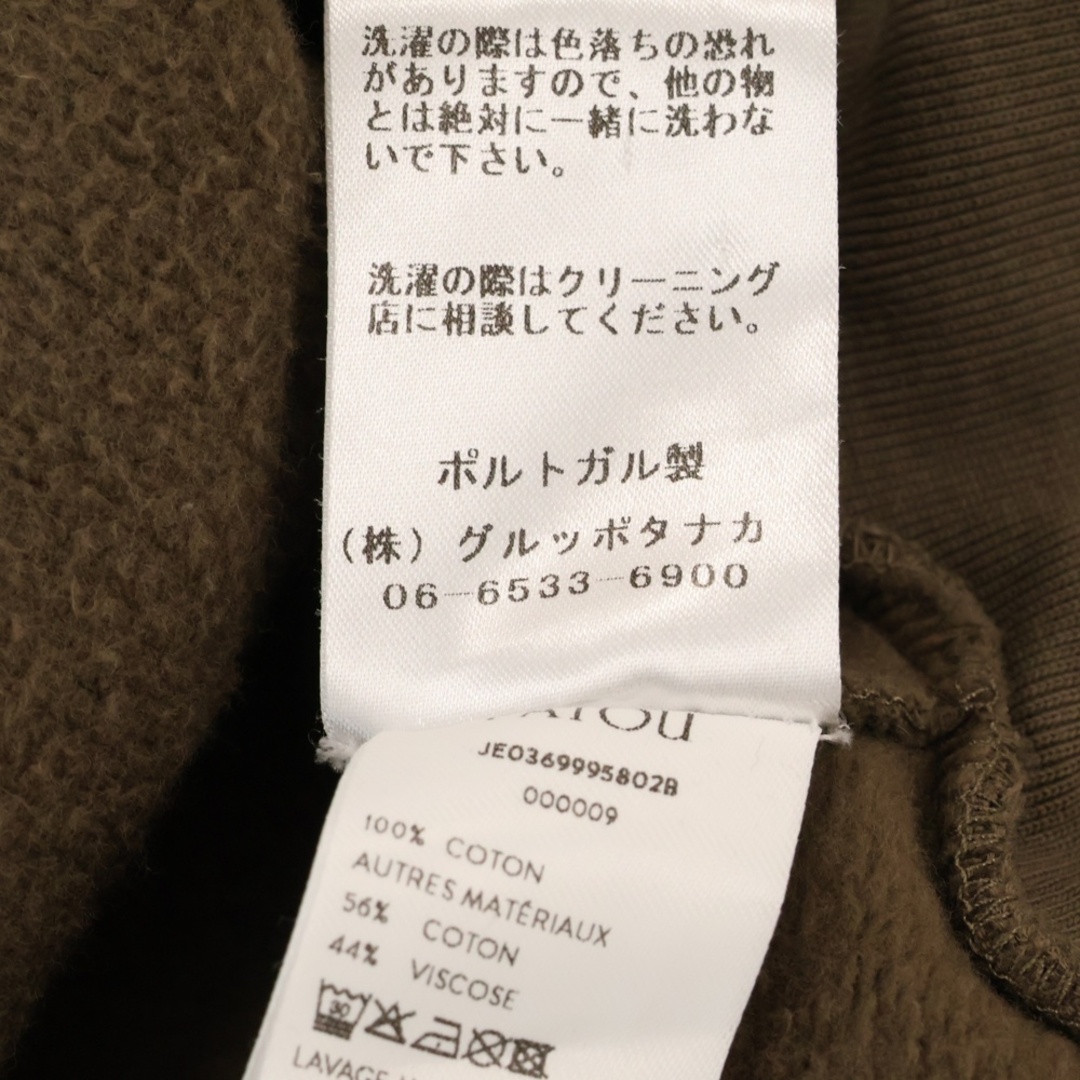 洗濯の際は色落ちの恐れ
がありますので、他の物
とは絶対に一緒に洗わな
いで下さい。
洗濯の際はクリーニング
店に相談してください。
ポルトガル製
(株)グルッポタナカ
06-6533-6900
JE0369995802B
000009
100% COTON
AUTRES MATÉRIAUX
56% COTON
44% VISCOSE
30
LAVAGE